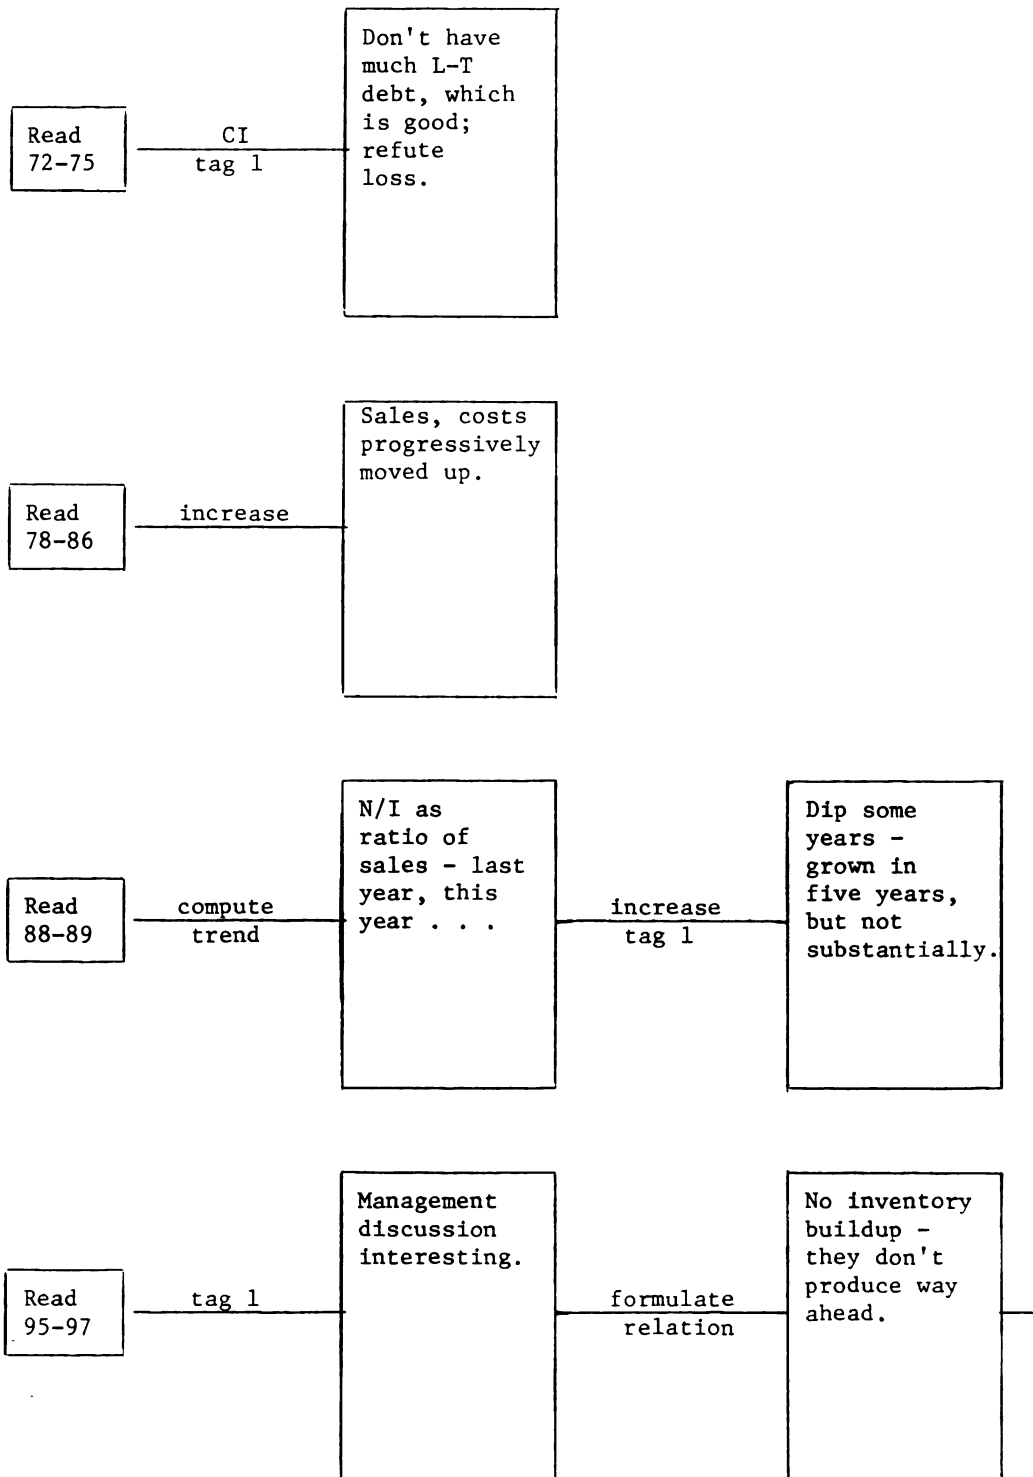 Read
72-75
CI
tag 1
Don't have
much L-T
debt, which
is good;
refute
loss.
Read
78-86
increase
Sales, costs
progressively
moved up.
Read
88-89
compute
trend
N/I as
ratio of
sales - last
year, this
year . . .
increase
tag 1
Dip some
years -
grown in
five years,
but not
substantially.
Read
95-97
tag 1
Management
discussion
interesting.
formulate
relation
No inventory
buildup -
they don't
produce way
ahead.